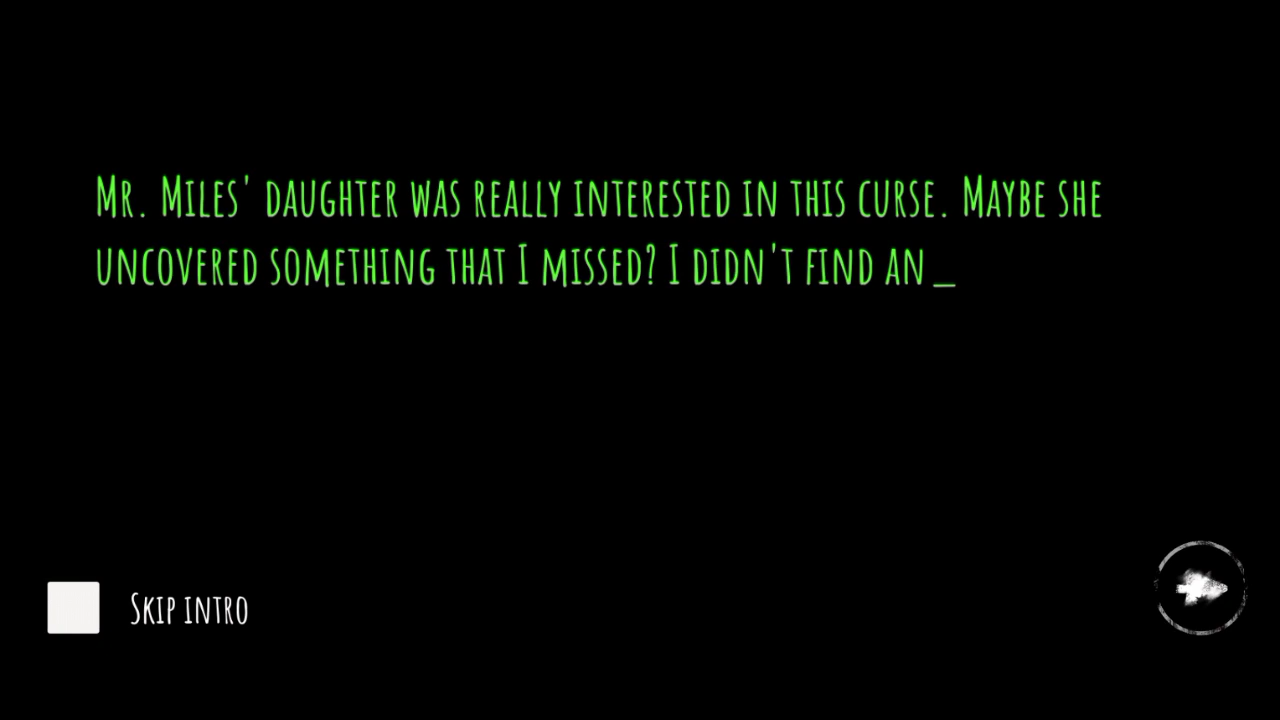 Mr. Miles' daughter was really interested in this curse. Maybe she
uncovered something that I missed? I didn't find an_
Skip intro